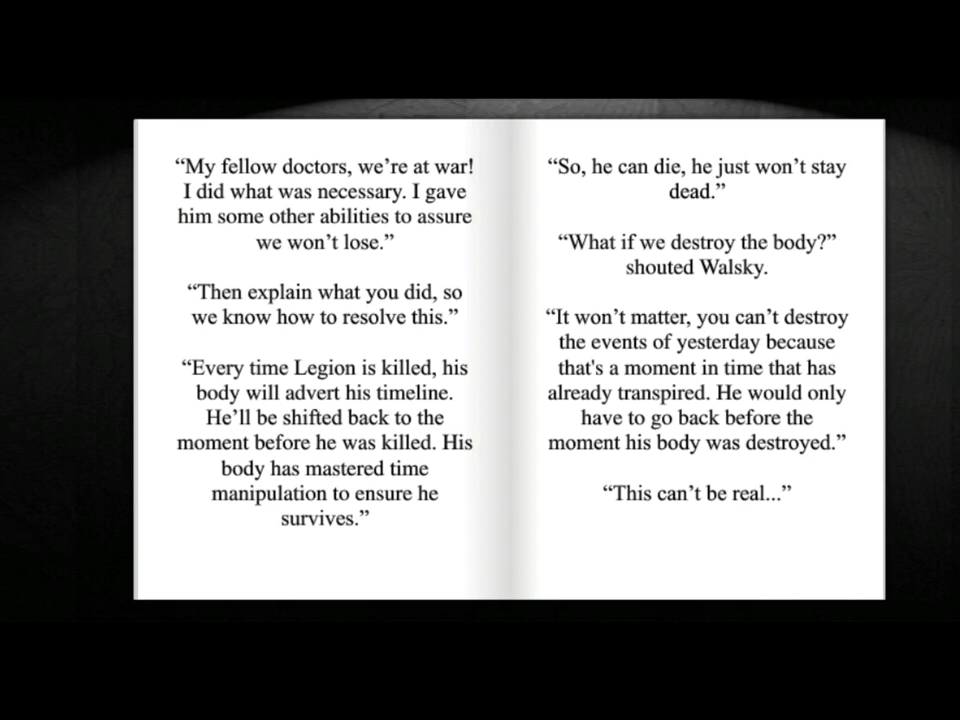 “My fellow doctors, we’re at war!
I did what was necessary. I gave
him some other abilities to assure
we won’t lose.”
“Then explain what you did, so
we know how to resolve this.”
“Every time Legion is killed, his
body will advert his timeline.
He’ll be shifted back to the
moment before he was killed. His
body has mastered time
manipulation to ensure he
survives.”
“So, he can die, he just won’t stay
dead.”
“What if we destroy the body?”
shouted Walsky.
“It won’t matter, you can’t destroy
the events of yesterday because
that's a moment in time that has
already transpired. He would only
have to go back before the
moment his body was destroyed.”
“This can’t be real...”